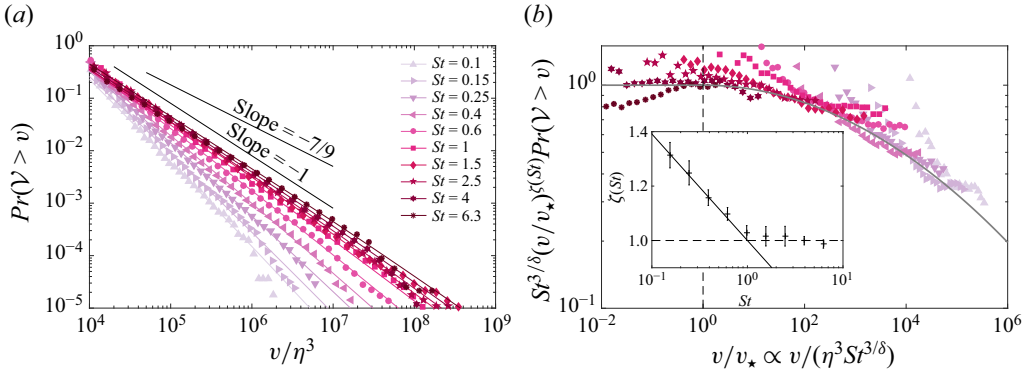 (a)
10^0
10^-1
10^-2
10^-3
10^-4
10^-5
Pr(𝒱 > v)
Slope = −7/9
Slope = −1
St = 0.1
St = 0.15
St = 0.25
St = 0.4
St = 0.6
St = 1
St = 1.5
St = 2.5
St = 4
St = 6.3
10^4 10^5 10^6 10^7 10^8 10^9
v/η^3
(b)
St^{3/δ}(v/v_⋆)^{ζ(St)}Pr(𝒱 > v)
10^0
10^-1
1.4
1.2
1.0
ζ(St)
10^-1 10^0 10^1
St
10^-2 10^0 10^2 10^4 10^6
v/v_⋆ ∝ v/(η^3St^{3/δ})